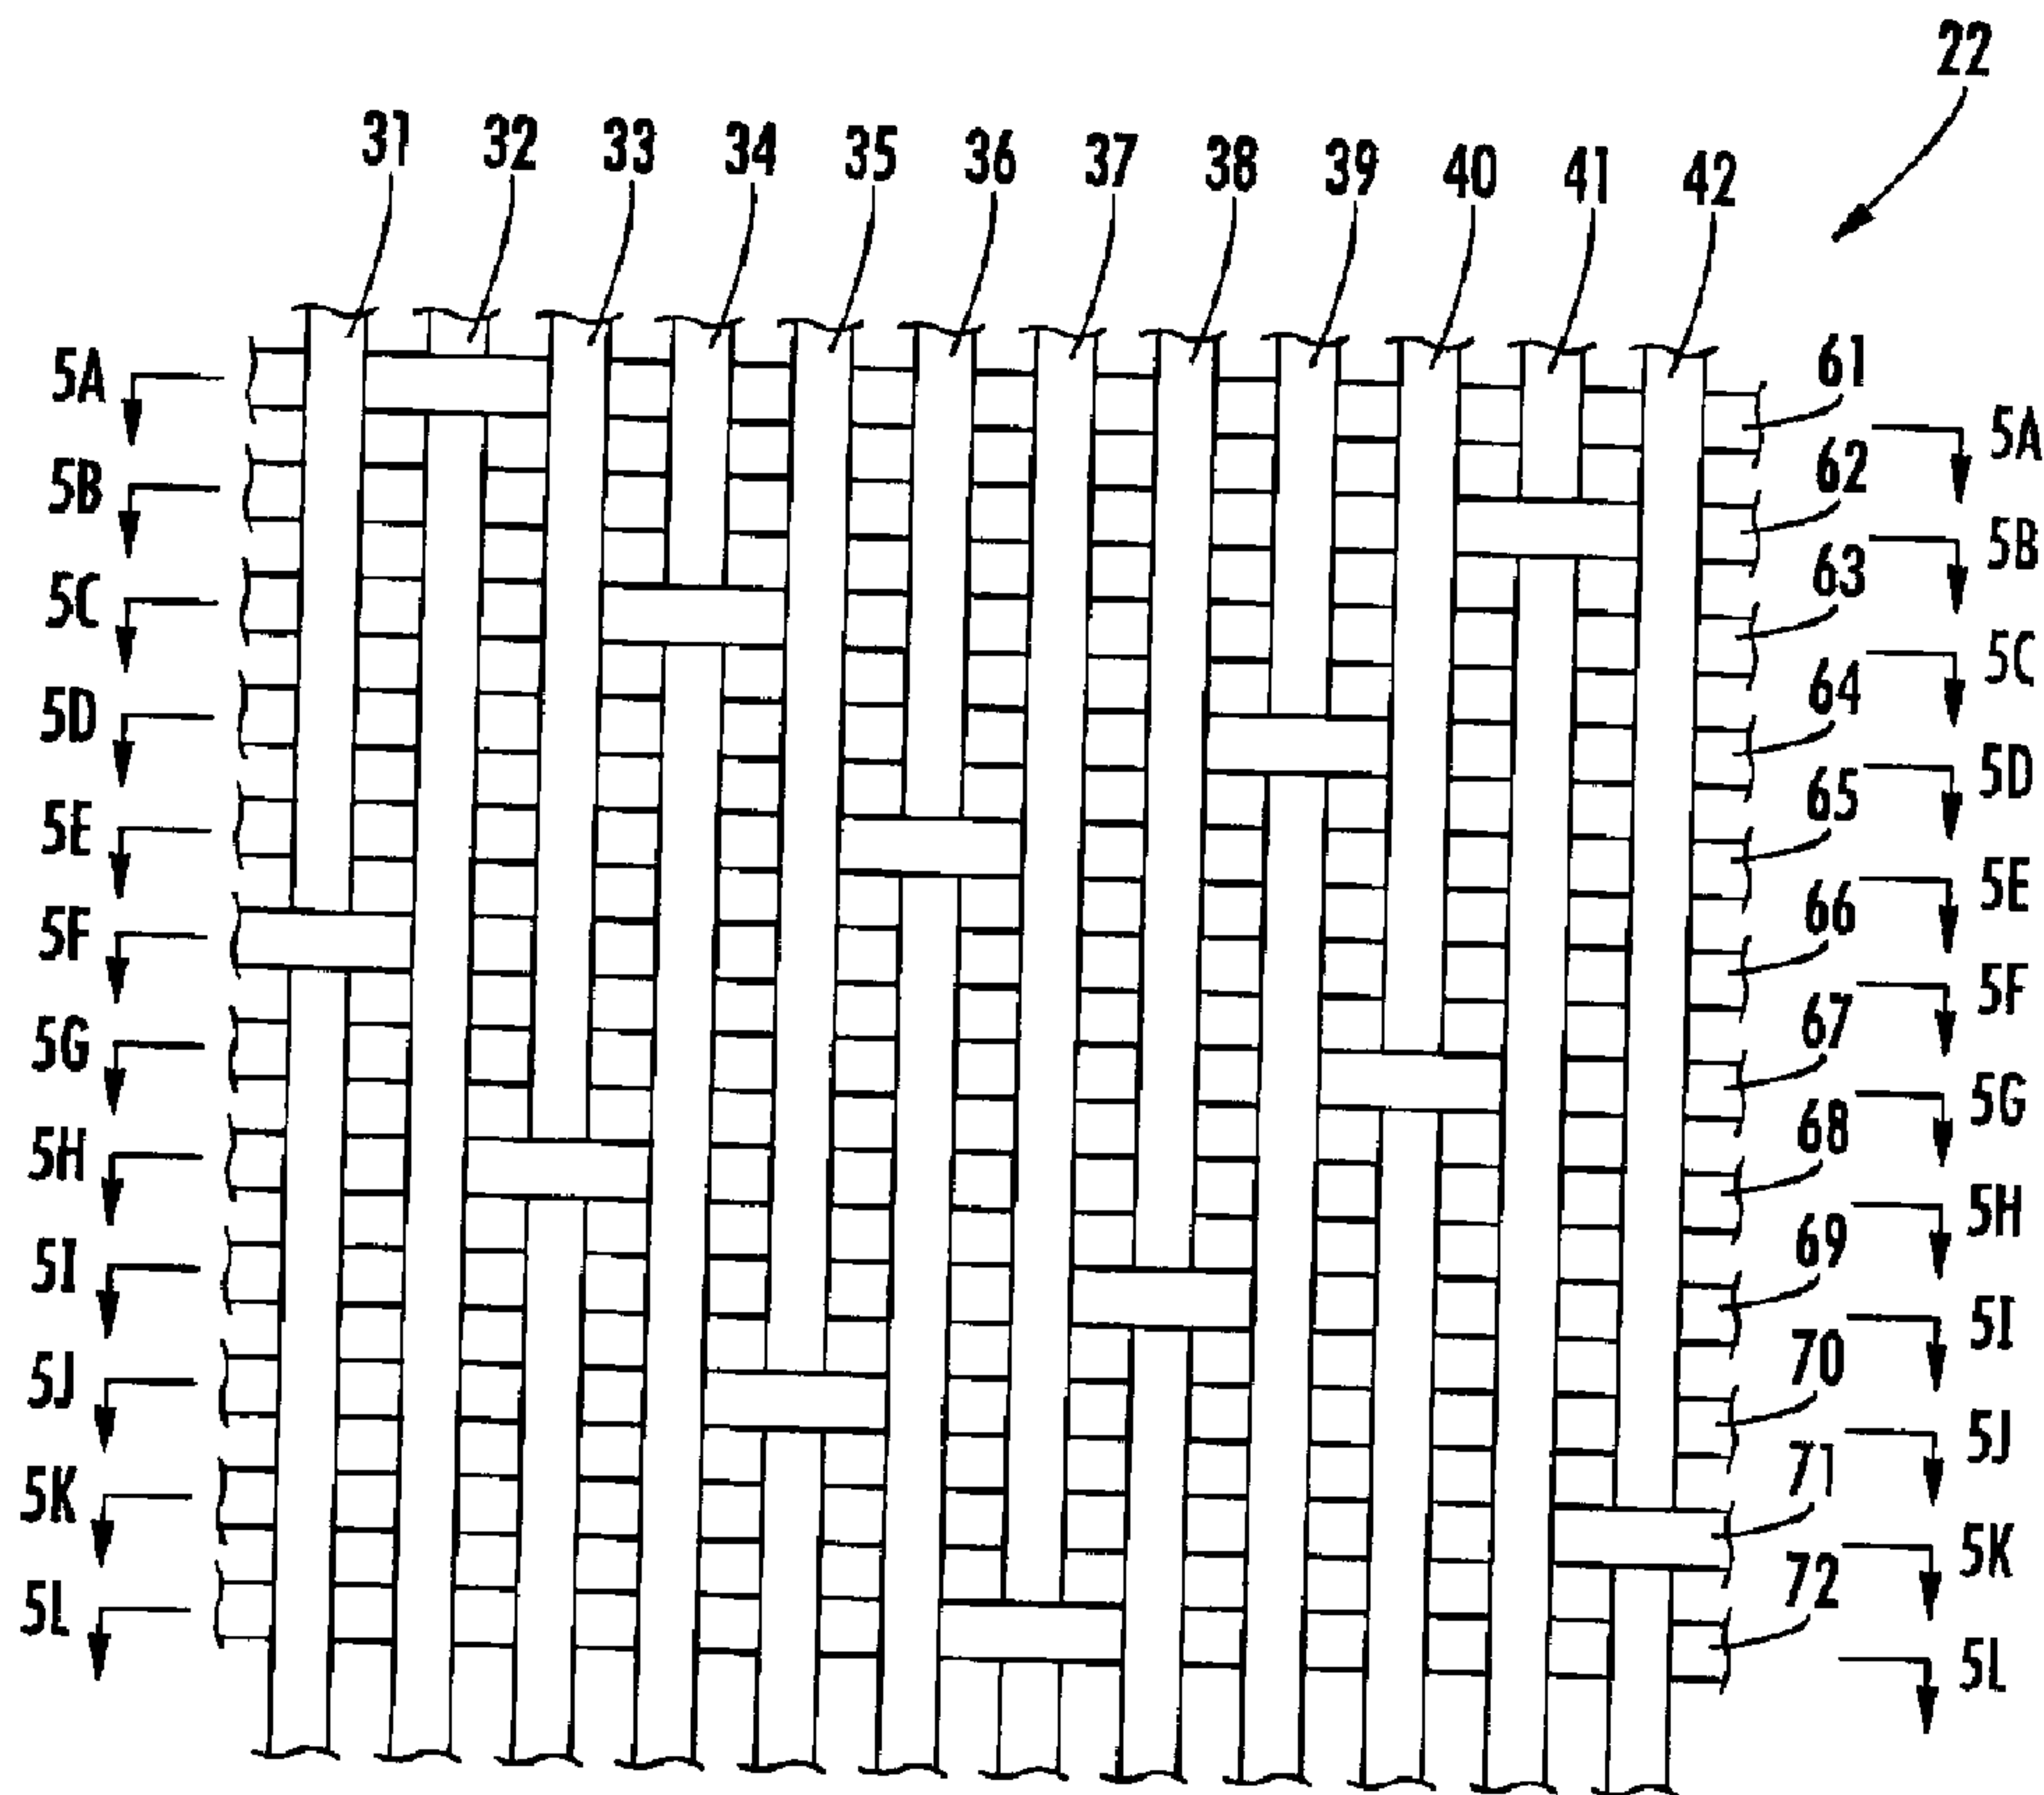 22
31 32 33 34 35 36 37 38 39 40 41 42
5A 61 5A
5B 62 5B
5C 63 5C
5D 64 5D
5E 65 5E
5F 66 5F
5G 67 5G
5H 68 5H
5I 69 5I
5J 70 5J
5K 71 5K
5L 72 5L